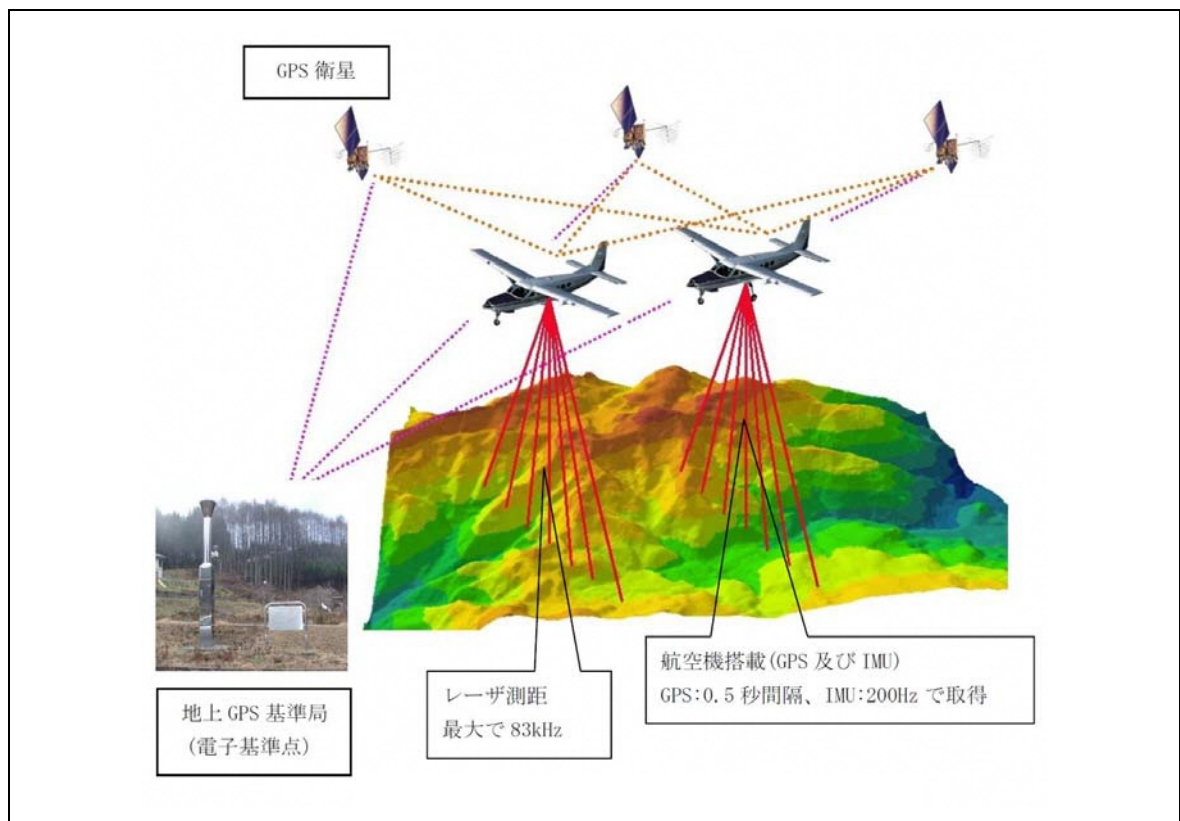 GPS 衛星
航空機搭載(GPS 及び IMU)
GPS:0.5 秒間隔、IMU:200Hz で取得
レーザ測距
最大で 83kHz
地上 GPS 基準局
(電子基準点)